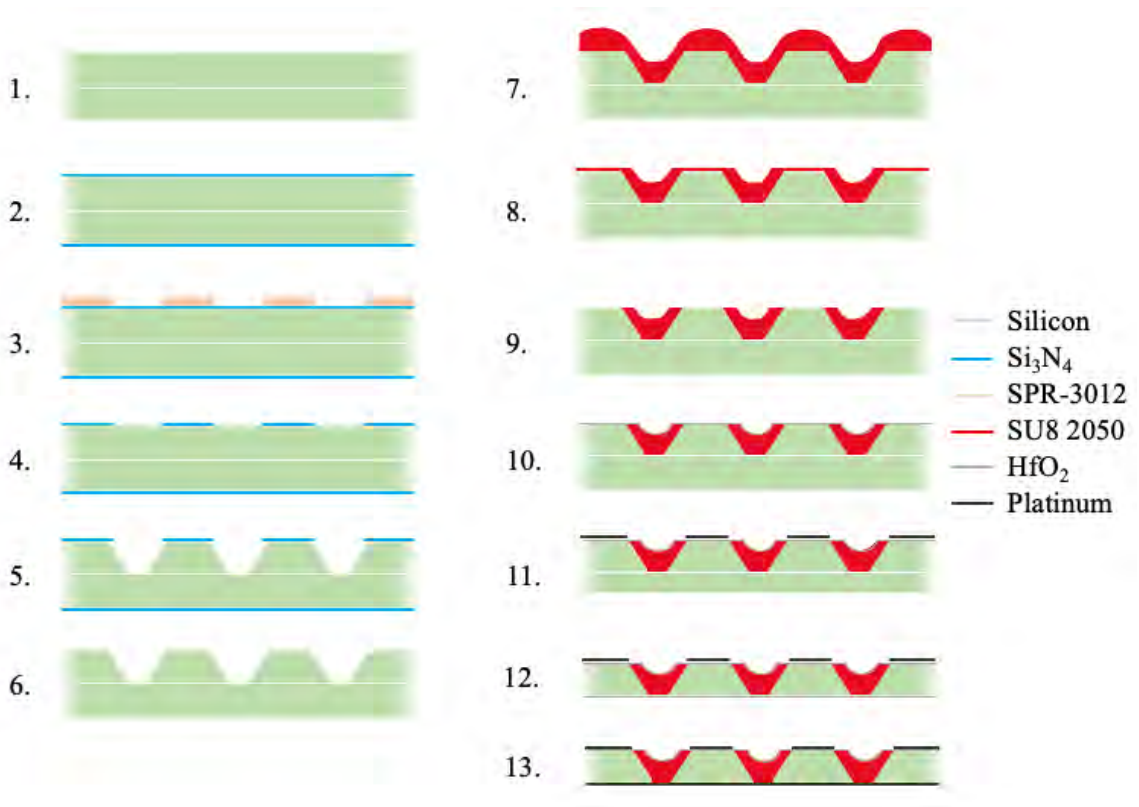 1.
2.
3.
4.
5.
6.
7.
8.
9.
10.
11.
12.
13.
Silicon
Si₃N₄
SPR-3012
SU8 2050
HfO₂
Platinum